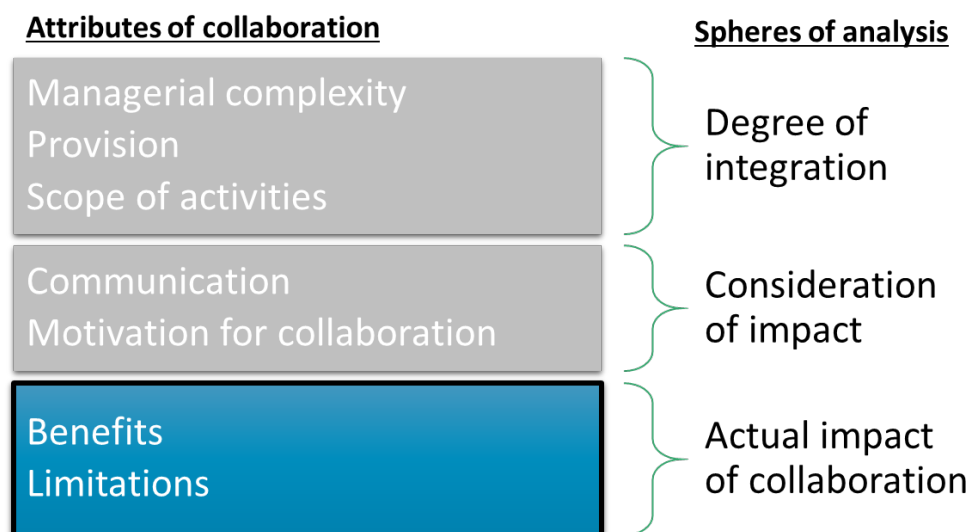 Attributes of collaboration
Spheres of analysis
Managerial complexity
Provision
Scope of activities
Degree of
integration
Communication
Motivation for collaboration
Consideration
of impact
Benefits
Limitations
Actual impact
of collaboration